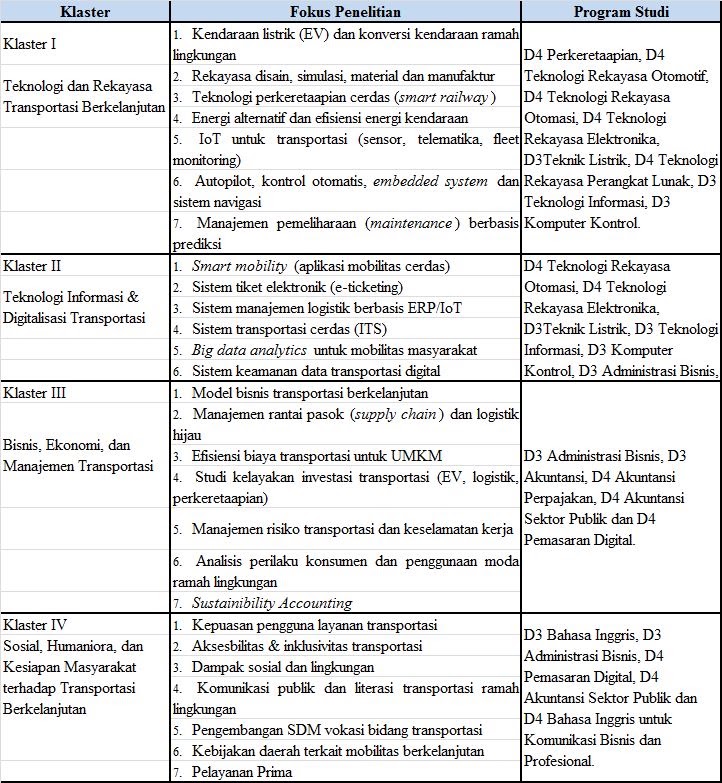 Klaster
Fokus Penelitian
Program Studi
Klaster I
Teknologi dan Rekayasa
Transportasi Berkelanjutan
1. Kendaraan listrik (EV) dan konversi kendaraan ramah
lingkungan
2. Rekayasa disain, simulasi, material dan manufaktur
3. Teknologi perkeretaapian cerdas (smart railway)
4. Energi alternatif dan efisiensi energi kendaraan
5. IoT untuk transportasi (sensor, telematika, fleet
monitoring)
6. Autopilot, kontrol otomatis, embedded system dan
sistem navigasi
7. Manajemen pemeliharaan (maintenance) berbasis
prediksi
D4 Perkeretaapian, D4
Teknologi Rekayasa Otomotif,
D4 Teknologi Rekayasa
Otomasi, D4 Teknologi
Rekayasa Elektronika,
D3Teknik Listrik, D4 Teknologi
Rekayasa Perangkat Lunak, D3
Teknologi Informasi, D3
Komputer Kontrol.
Klaster II
Teknologi Informasi &
Digitalisasi Transportasi
1. Smart mobility (aplikasi mobilitas cerdas)
2. Sistem tiket elektronik (e-ticketing)
3. Sistem manajemen logistik berbasis ERP/IoT
4. Sistem transportasi cerdas (ITS)
5. Big data analytics untuk mobilitas masyarakat
6. Sistem keamanan data transportasi digital
D4 Teknologi Rekayasa
Otomasi, D4 Teknologi
Rekayasa Elektronika,
D3Teknik Listrik, D3 Teknologi
Informasi, D3 Komputer
Kontrol, D3 Administrasi Bisnis,
Klaster III
Bisnis, Ekonomi, dan
Manajemen Transportasi
1. Model bisnis transportasi berkelanjutan
2. Manajemen rantai pasok (supply chain) dan logistik
hijau
3. Efisiensi biaya transportasi untuk UMKM
4. Studi kelayakan investasi transportasi (EV, logistik,
perkeretaapian)
5. Manajemen risiko transportasi dan keselamatan kerja
6. Analisis perilaku konsumen dan penggunaan moda
ramah lingkungan
7. Sustainibility Accounting
D3 Administrasi Bisnis, D3
Akuntansi, D4 Akuntansi
Perpajakan, D4 Akuntansi
Sektor Publik dan D4
Pemasaran Digital.
Klaster IV
Sosial, Humaniora, dan
Kesiapan Masyarakat
terhadap Transportasi
Berkelanjutan
1. Kepuasan pengguna layanan transportasi
2. Aksesbilitas & inklusivitas transportasi
3. Dampak sosial dan lingkungan
4. Komunikasi publik dan literasi transportasi ramah
lingkungan
5. Pengembangan SDM vokasi bidang transportasi
6. Kebijakan daerah terkait mobilitas berkelanjutan
7. Pelayanan Prima
D3 Bahasa Inggris, D3
Administrasi Bisnis, D4
Pemasaran Digital, D4
Akuntansi Sektor Publik dan
D4 Bahasa Inggris untuk
Komunikasi Bisnis dan
Profesional.